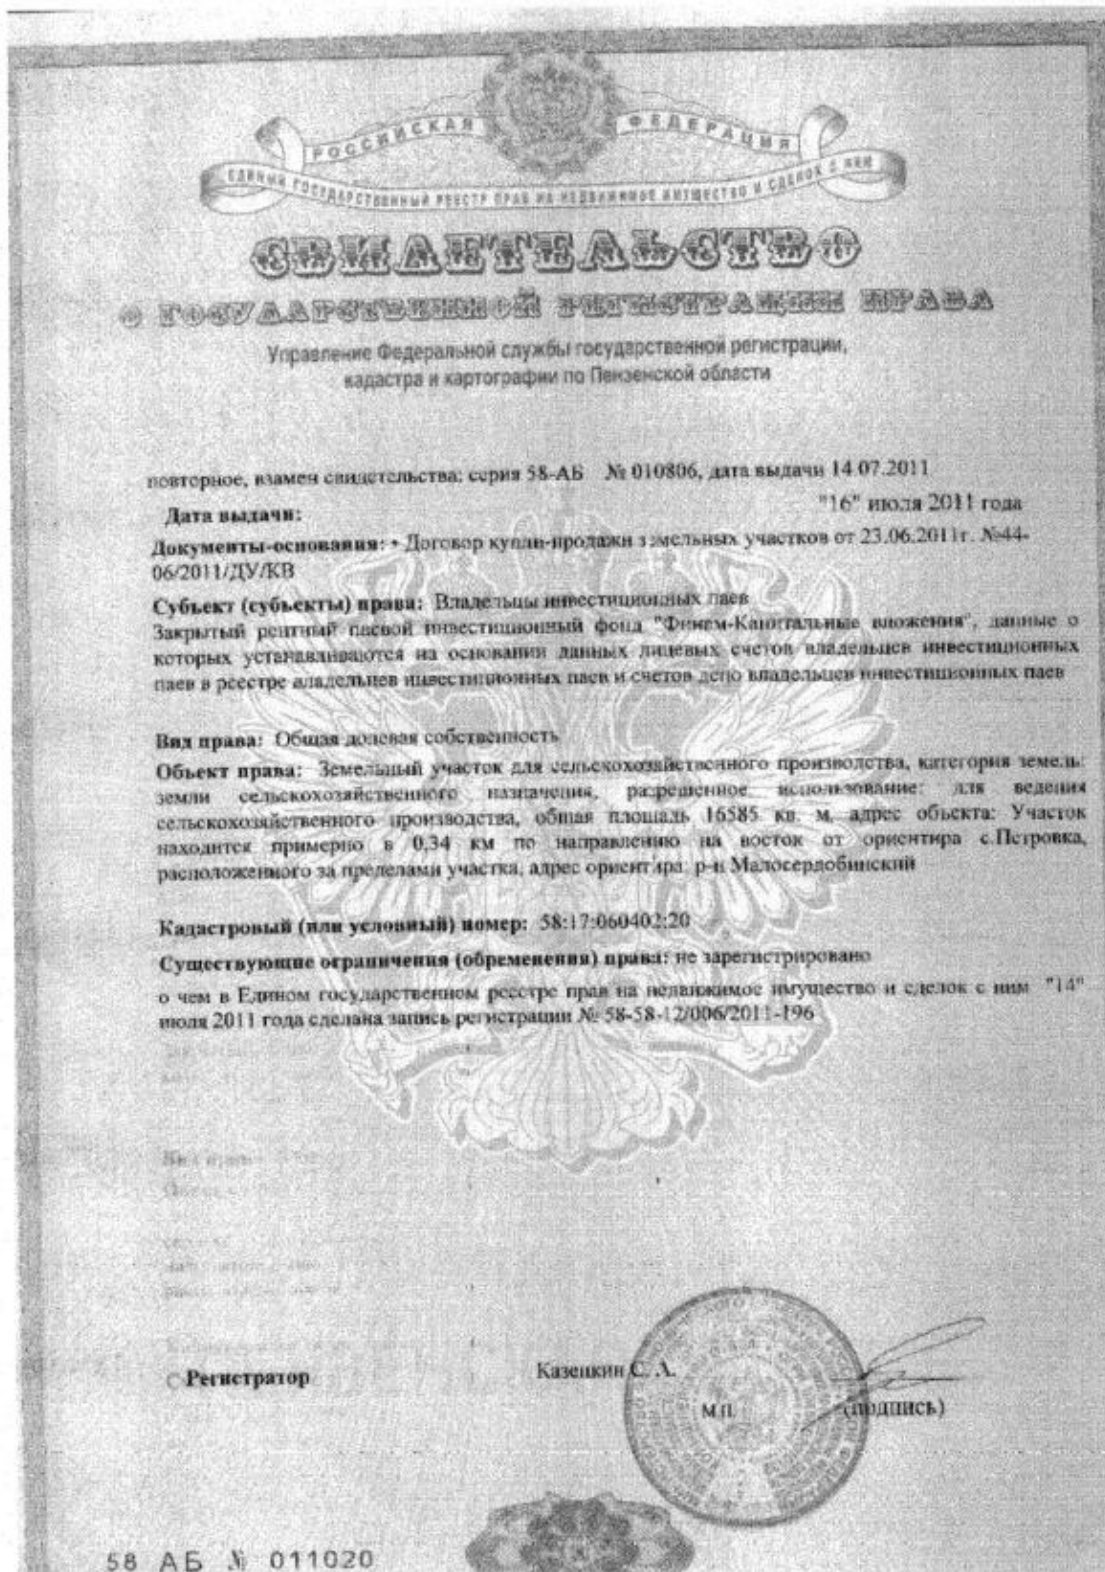 РОССИЙСКАЯ ФЕДЕРАЦИЯ
ЕДИНЫЙ ГОСУДАРСТВЕННЫЙ РЕЕСТР ПРАВ НА НЕДВИЖИМОЕ ИМУЩЕСТВО И СДЕЛОК С НИМ
СВИДЕТЕЛЬСТВО
О ГОСУДАРСТВЕННОЙ РЕГИСТРАЦИИ ПРАВА
Управление Федеральной службы государственной регистрации,
кадастра и картографии по Пензенской области
повторное, взамен свидетельства: серия 58-АБ № 010806, дата выдачи 14.07.2011
"16" июля 2011 года
Дата выдачи:
Документы-основания: • Договор купли-продажи земельных участков от 23.06.2011г. №44-
06/2011/ДУ/КВ
Субъект (субъекты) права: Владельцы инвестиционных паев
Закрытый рентный паевой инвестиционный фонд "Финам-Капитальные вложения", данные о
которых устанавливаются на основании данных лицевых счетов владельцев инвестиционных
паев в реестре владельцев инвестиционных паев и счетов депо владельцев инвестиционных паев
Вид права: Общая долевая собственность
Объект права: Земельный участок для сельскохозяйственного производства, категория земель:
земли сельскохозяйственного назначения, разрешенное использование: для ведения
сельскохозяйственного производства, общая площадь 16585 кв. м, адрес объекта: Участок
находится примерно в 0,34 км по направлению на восток от ориентира с.Петровка,
расположенного за пределами участка, адрес ориентира: р-н Малосердобинский
Кадастровый (или условный) номер: 58:17:060402:20
Существующие ограничения (обременения) права: не зарегистрировано
о чем в Едином государственном реестре прав на недвижимое имущество и сделок с ним "14"
июля 2011 года сделана запись регистрации № 58-58-12/006/2011-196
Регистратор Казенкин С. А.
М.П. (подпись)
58 АБ № 011020